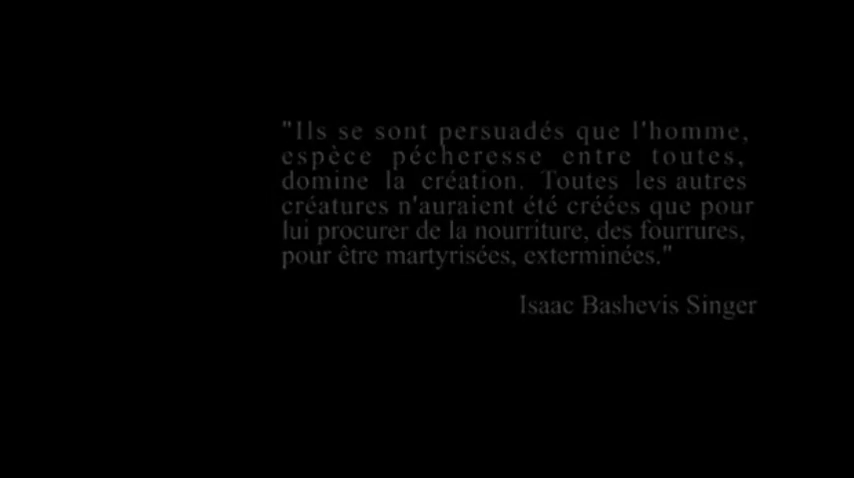 "Ils se sont persuadés que l'homme,
espèce pécheresse entre toutes,
domine la création. Toutes les autres
créatures n'auraient été créées que pour
lui procurer de la nourriture, des fourrures,
pour être martyrisées, exterminées."
Isaac Bashevis Singer